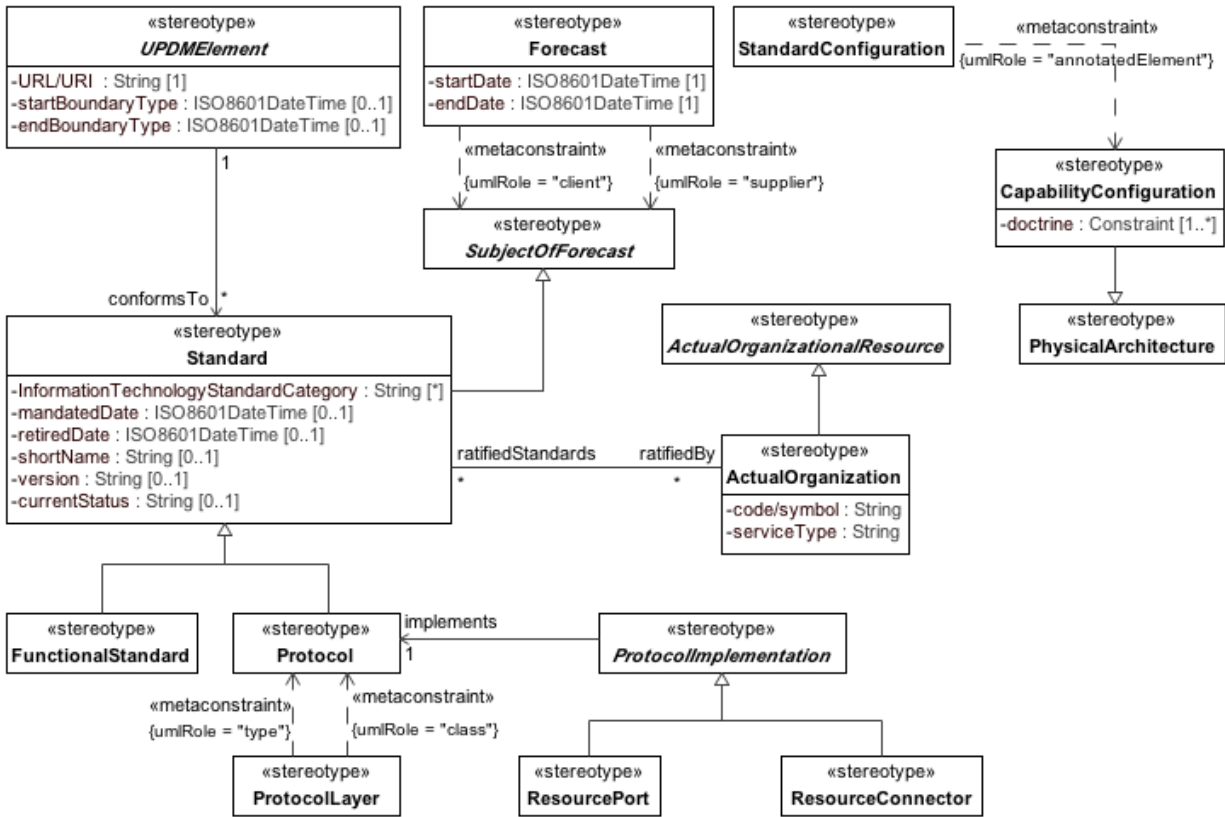 «stereotype»
UPDMElement
-URL/URI : String [1]
-startBoundaryType : ISO8601DateTime [0..1]
-endBoundaryType : ISO8601DateTime [0..1]
1
conformsTo *
«stereotype»
Forecast
-startDate : ISO8601DateTime [1]
-endDate : ISO8601DateTime [1]
«metaconstraint»
{umlRole = "client"}
«metaconstraint»
{umlRole = "supplier"}
«stereotype»
SubjectOfForecast
«stereotype»
StandardConfiguration
«metaconstraint»
{umlRole = "annotatedElement"}
«stereotype»
CapabilityConfiguration
-doctrine : Constraint [1..*]
«stereotype»
PhysicalArchitecture
«stereotype»
Standard
-InformationTechnologyStandardCategory : String [*]
-mandatedDate : ISO8601DateTime [0..1]
-retiredDate : ISO8601DateTime [0..1]
-shortName : String [0..1]
-version : String [0..1]
-currentStatus : String [0..1]
ratifiedStandards
*
ratifiedBy
*
«stereotype»
ActualOrganizationalResource
«stereotype»
ActualOrganization
-code/symbol : String
-serviceType : String
«stereotype»
FunctionalStandard
«stereotype»
Protocol
implements
1
«stereotype»
ProtocolImplementation
«metaconstraint»
{umlRole = "type"}
«metaconstraint»
{umlRole = "class"}
«stereotype»
ProtocolLayer
«stereotype»
ResourcePort
«stereotype»
ResourceConnector